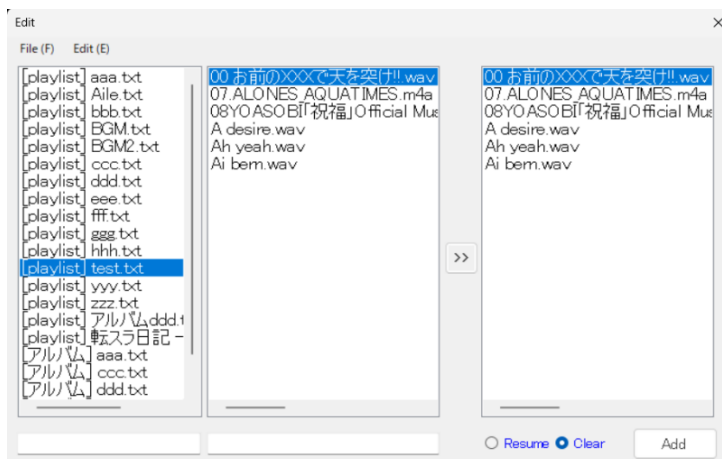 Edit
File (F) Edit (E)
[playlist] aaa.txt
[playlist] Aile.txt
[playlist] bbb.txt
[playlist] BGM.txt
[playlist] BGM2.txt
[playlist] ccc.txt
[playlist] ddd.txt
[playlist] eee.txt
[playlist] fff.txt
[playlist] ggg.txt
[playlist] hhh.txt
[playlist] test.txt
[playlist] yyy.txt
[playlist] zzz.txt
[playlist] アルバムddd.t
[playlist] 転スラ日記 -
[アルバム] aaa.txt
[アルバム] ccc.txt
[アルバム] ddd.txt
00 お前のXXXで天を突け!!.wav
07.ALONES_AQUATIMES.m4a
08YOASOBI「祝福」Official Mus
A desire.wav
Ah yeah.wav
Ai bem.wav
>>
00 お前のXXXで天を突け!!.wav
07.ALONES_AQUATIMES.m4a
08YOASOBI「祝福」Official Mus
A desire.wav
Ah yeah.wav
Ai bem.wav
Resume Clear Add